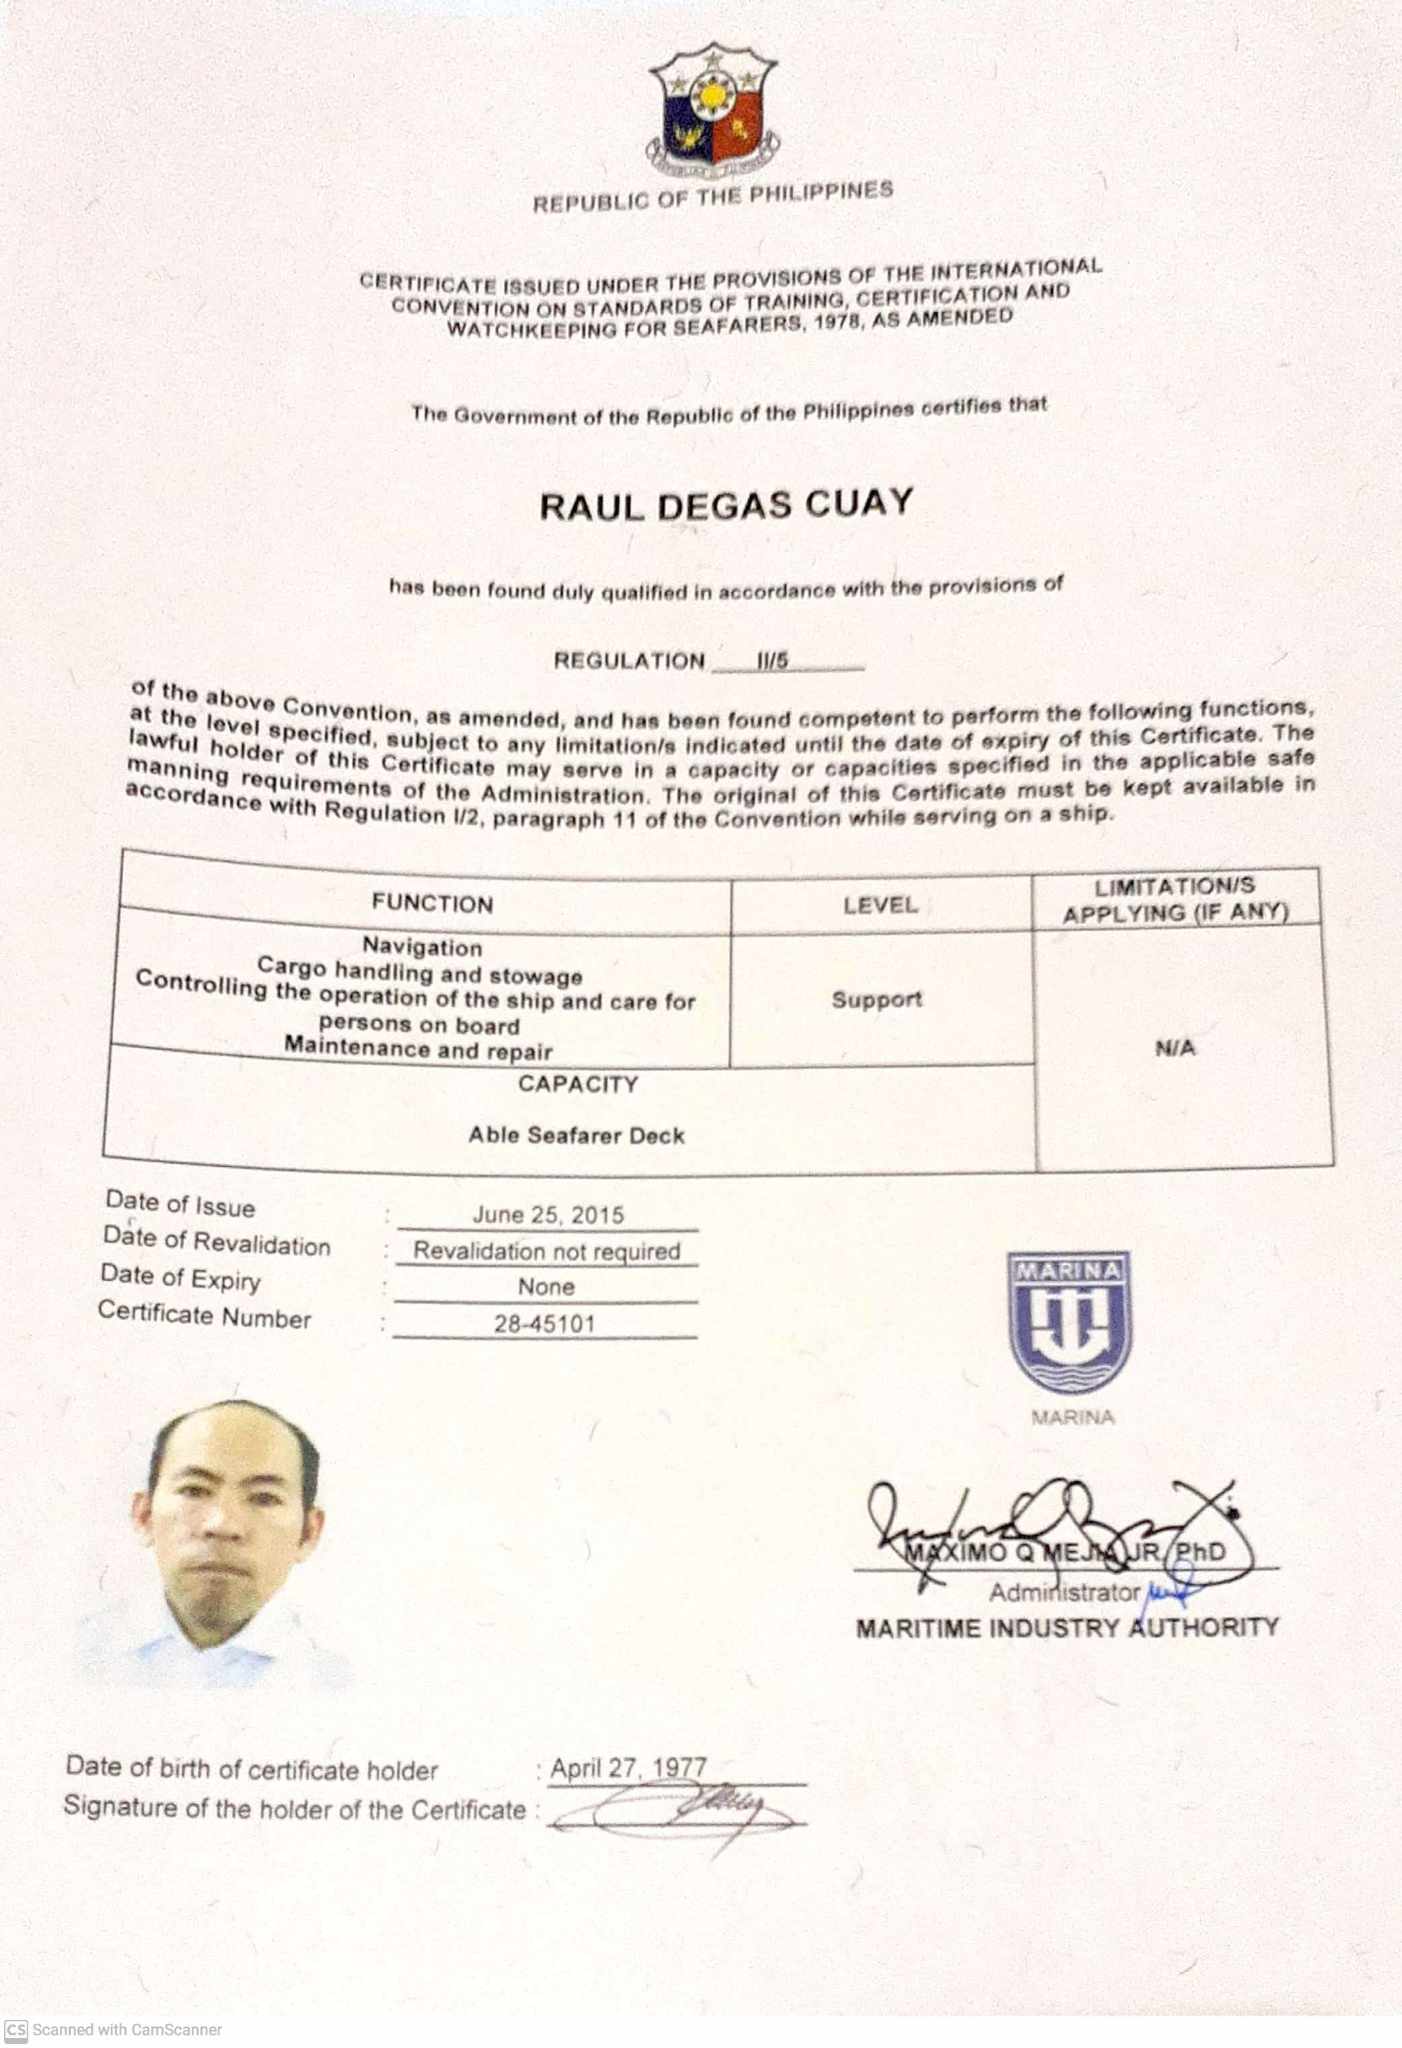 REPUBLIC OF THE PHILIPPINES
CERTIFICATE ISSUED UNDER THE PROVISIONS OF THE INTERNATIONAL
CONVENTION ON STANDARDS OF TRAINING, CERTIFICATION AND
WATCHKEEPING FOR SEAFARERS, 1978, AS AMENDED
The Government of the Republic of the Philippines certifies that
RAUL DEGAS CUAY
has been found duly qualified in accordance with the provisions of
REGULATION II/5
of the above Convention, as amended, and has been found competent to perform the following functions,
at the level specified, subject to any limitation/s indicated until the date of expiry of this Certificate. The
lawful holder of this Certificate may serve in a capacity or capacities specified in the applicable safe
manning requirements of the Administration. The original of this Certificate must be kept available in
accordance with Regulation I/2, paragraph 11 of the Convention while serving on a ship.
FUNCTION LEVEL LIMITATION/S
APPLYING (IF ANY)
Navigation
Cargo handling and stowage
Controlling the operation of the ship and care for
persons on board
Maintenance and repair
Support
N/A
CAPACITY
Able Seafarer Deck
Date of Issue : June 25, 2015
Date of Revalidation : Revalidation not required
Date of Expiry : None
Certificate Number : 28-45101
MARINA
MARINA
MAXIMO Q MEJIA JR, PhD
Administrator
MARITIME INDUSTRY AUTHORITY
Date of birth of certificate holder : April 27, 1977
Signature of the holder of the Certificate :
CS Scanned with CamScanner